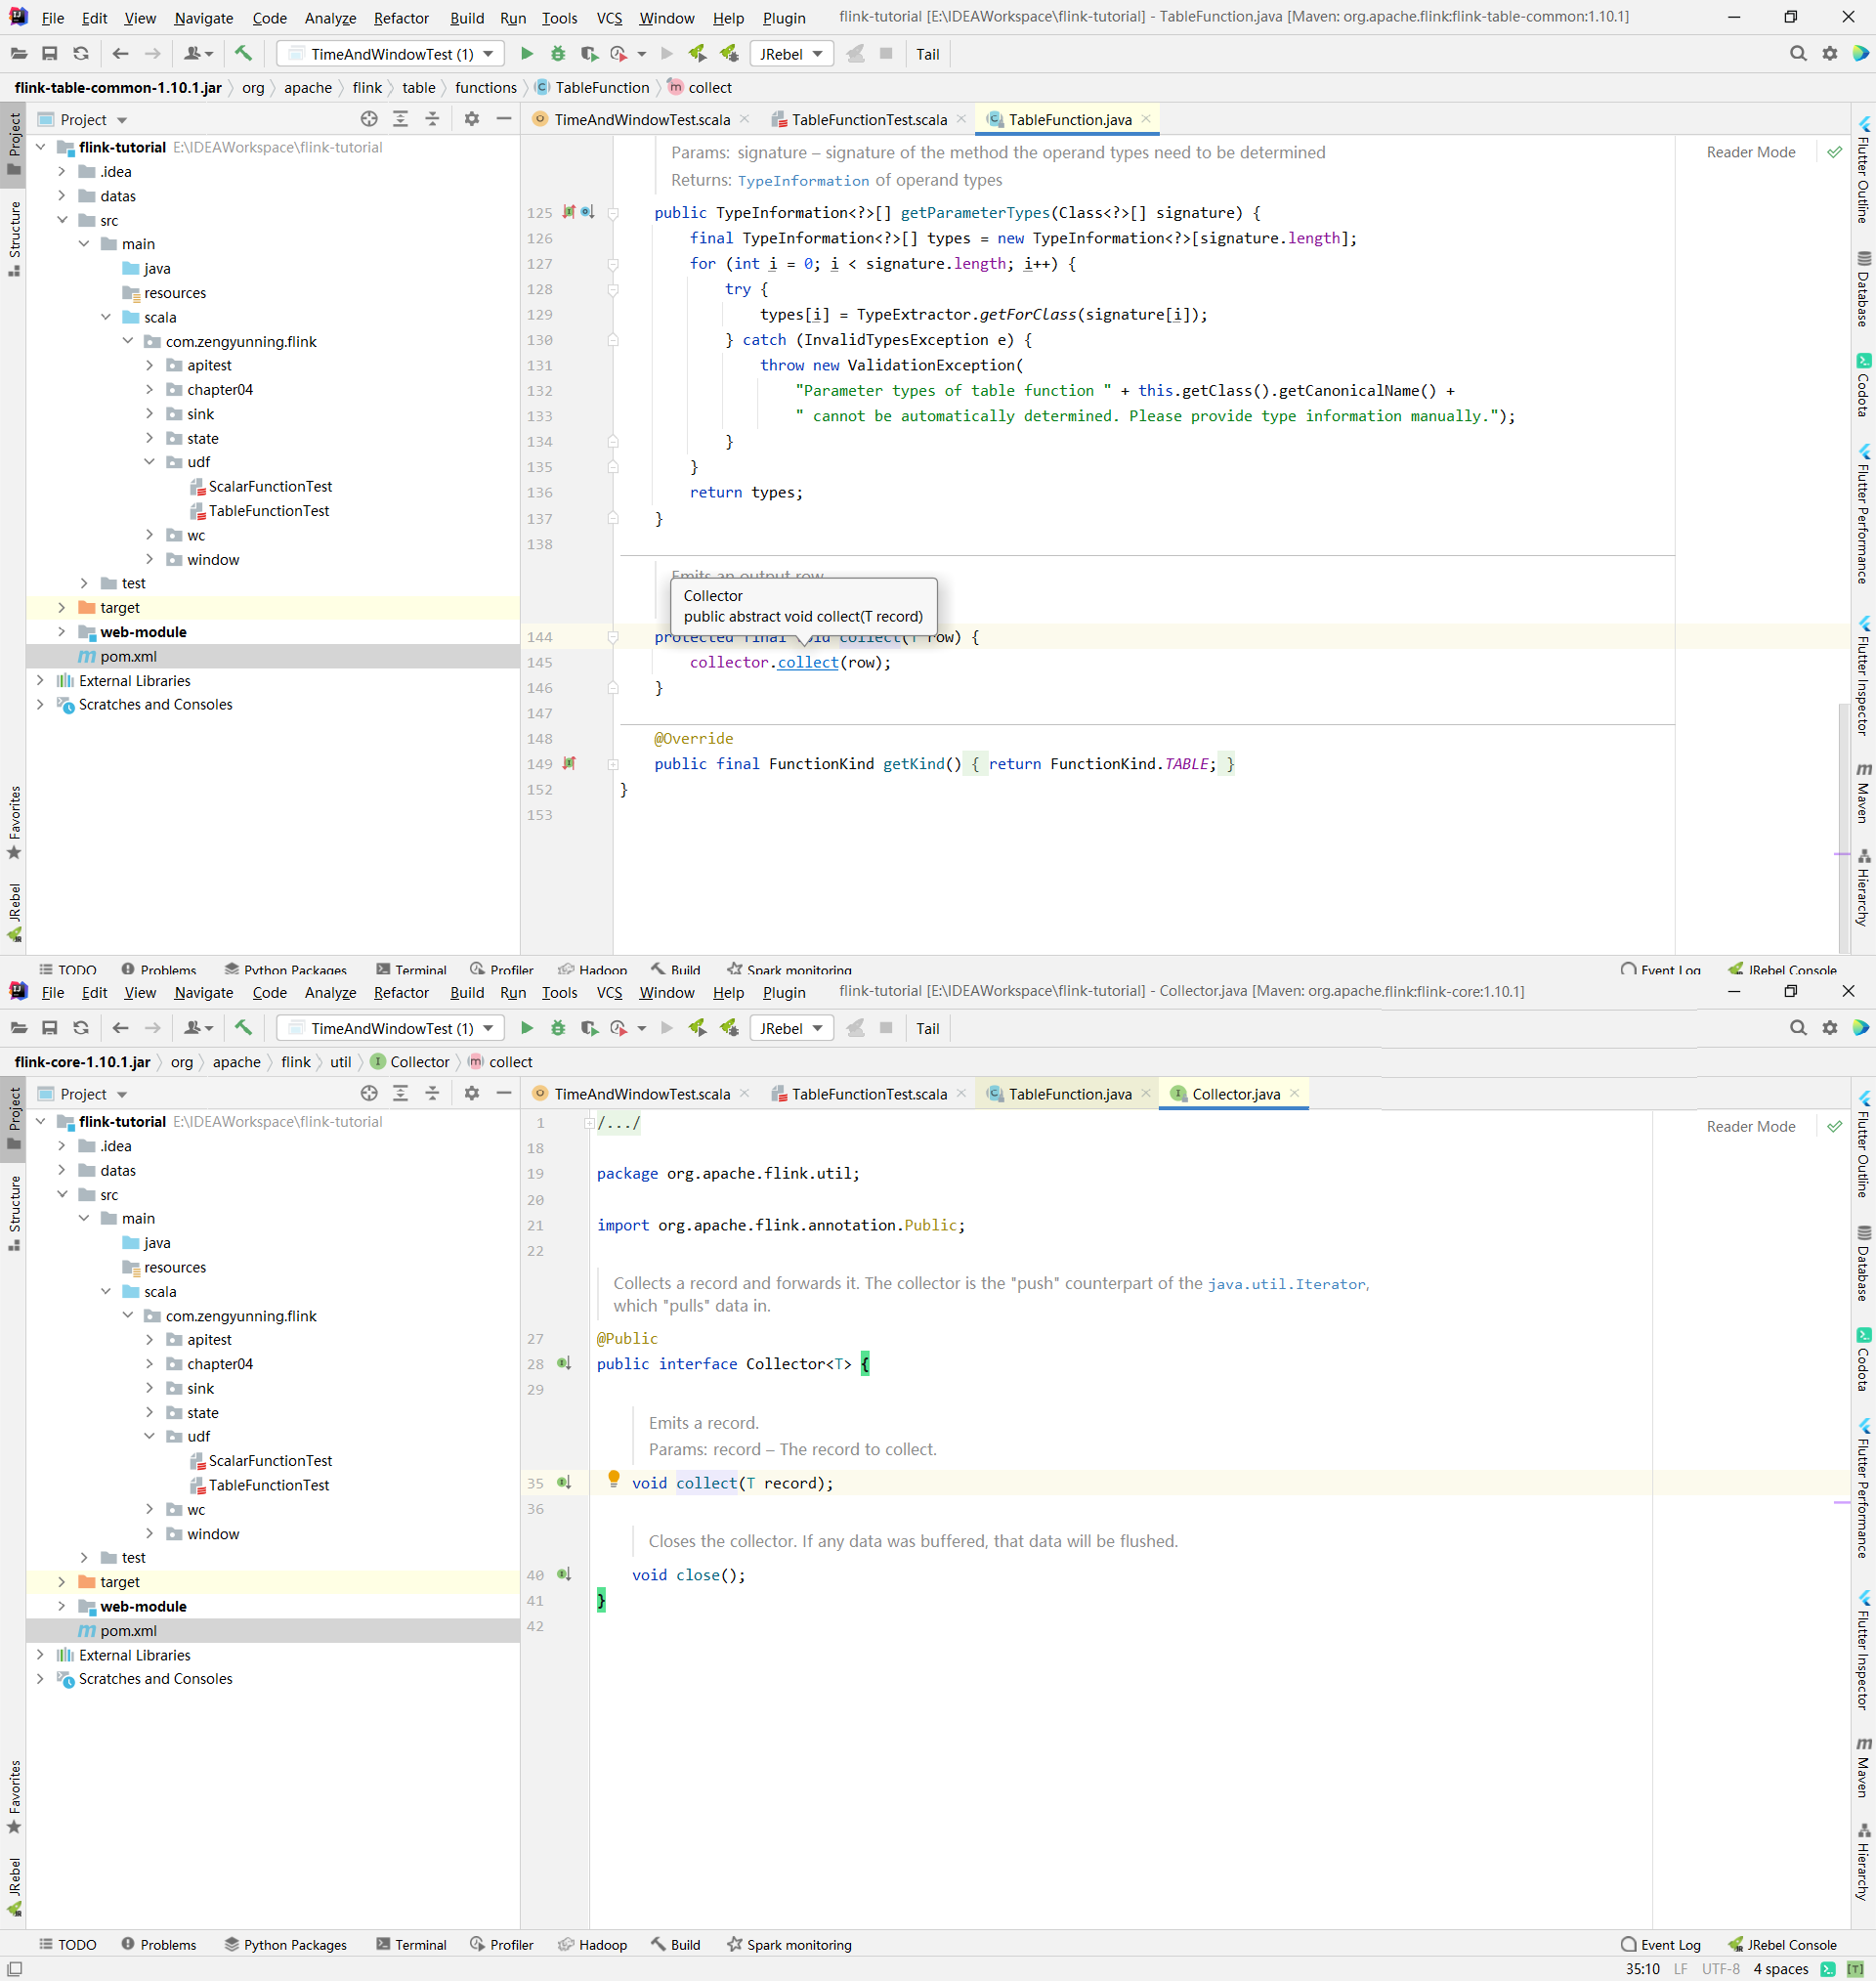 File Edit View Navigate Code Analyze Refactor Build Run Tools VCS Window Help Plugin flink-tutorial [E:\IDEAWorkspace\flink-tutorial] - TableFunction.java [Maven: org.apache.flink:flink-table-common:1.10.1]
TimeAndWindowTest (1) JRebel Tail
flink-table-common-1.10.1.jar org apache flink table functions TableFunction collect
Project TimeAndWindowTest.scala TableFunctionTest.scala TableFunction.java
Project
Structure
Favorites
JRebel
flink-tutorial E:\IDEAWorkspace\flink-tutorial
.idea
datas
src
main
java
resources
scala
com.zengyunning.flink
apitest
chapter04
sink
state
udf
ScalarFunctionTest
TableFunctionTest
wc
window
test
target
web-module
pom.xml
External Libraries
Scratches and Consoles
Params: signature – signature of the method the operand types need to be determined
Returns: TypeInformation of operand types
Reader Mode
125 public TypeInformation<?>[] getParameterTypes(Class<?>[] signature) {
126 final TypeInformation<?>[] types = new TypeInformation<?>[signature.length];
127 for (int i = 0; i < signature.length; i++) {
128 try {
129 types[i] = TypeExtractor.getForClass(signature[i]);
130 } catch (InvalidTypesException e) {
131 throw new ValidationException(
132 "Parameter types of table function " + this.getClass().getCanonicalName() +
133 " cannot be automatically determined. Please provide type information manually.");
134 }
135 }
136 return types;
137 }
138
Emits an output row
Collector
public abstract void collect(T record)
144 protected final void collect(T row) {
145 collector.collect(row);
146 }
147
148 @Override
149 public final FunctionKind getKind() { return FunctionKind.TABLE; }
152 }
153
Flutter Outline
Database
Codota
Flutter Performance
Flutter Inspector
Maven
Hierarchy
TODO Problems Python Packages Terminal Profiler Hadoop Build Spark monitoring Event Log JRebel Console
File Edit View Navigate Code Analyze Refactor Build Run Tools VCS Window Help Plugin flink-tutorial [E:\IDEAWorkspace\flink-tutorial] - Collector.java [Maven: org.apache.flink:flink-core:1.10.1]
TimeAndWindowTest (1) JRebel Tail
flink-core-1.10.1.jar org apache flink util Collector collect
Project TimeAndWindowTest.scala TableFunctionTest.scala TableFunction.java Collector.java
Project
Structure
Favorites
JRebel
flink-tutorial E:\IDEAWorkspace\flink-tutorial
.idea
datas
src
main
java
resources
scala
com.zengyunning.flink
apitest
chapter04
sink
state
udf
ScalarFunctionTest
TableFunctionTest
wc
window
test
target
web-module
pom.xml
External Libraries
Scratches and Consoles
1 /.../
Reader Mode
18
19 package org.apache.flink.util;
20
21 import org.apache.flink.annotation.Public;
22
Collects a record and forwards it. The collector is the "push" counterpart of the java.util.Iterator,
which "pulls" data in.
27 @Public
28 public interface Collector<T> {
29
Emits a record.
Params: record – The record to collect.
35 void collect(T record);
36
Closes the collector. If any data was buffered, that data will be flushed.
40 void close();
41 }
42
Flutter Outline
Database
Codota
Flutter Performance
Flutter Inspector
Maven
Hierarchy
TODO Problems Python Packages Terminal Profiler Hadoop Build Spark monitoring Event Log JRebel Console
35:10 LF UTF-8 4 spaces [T]